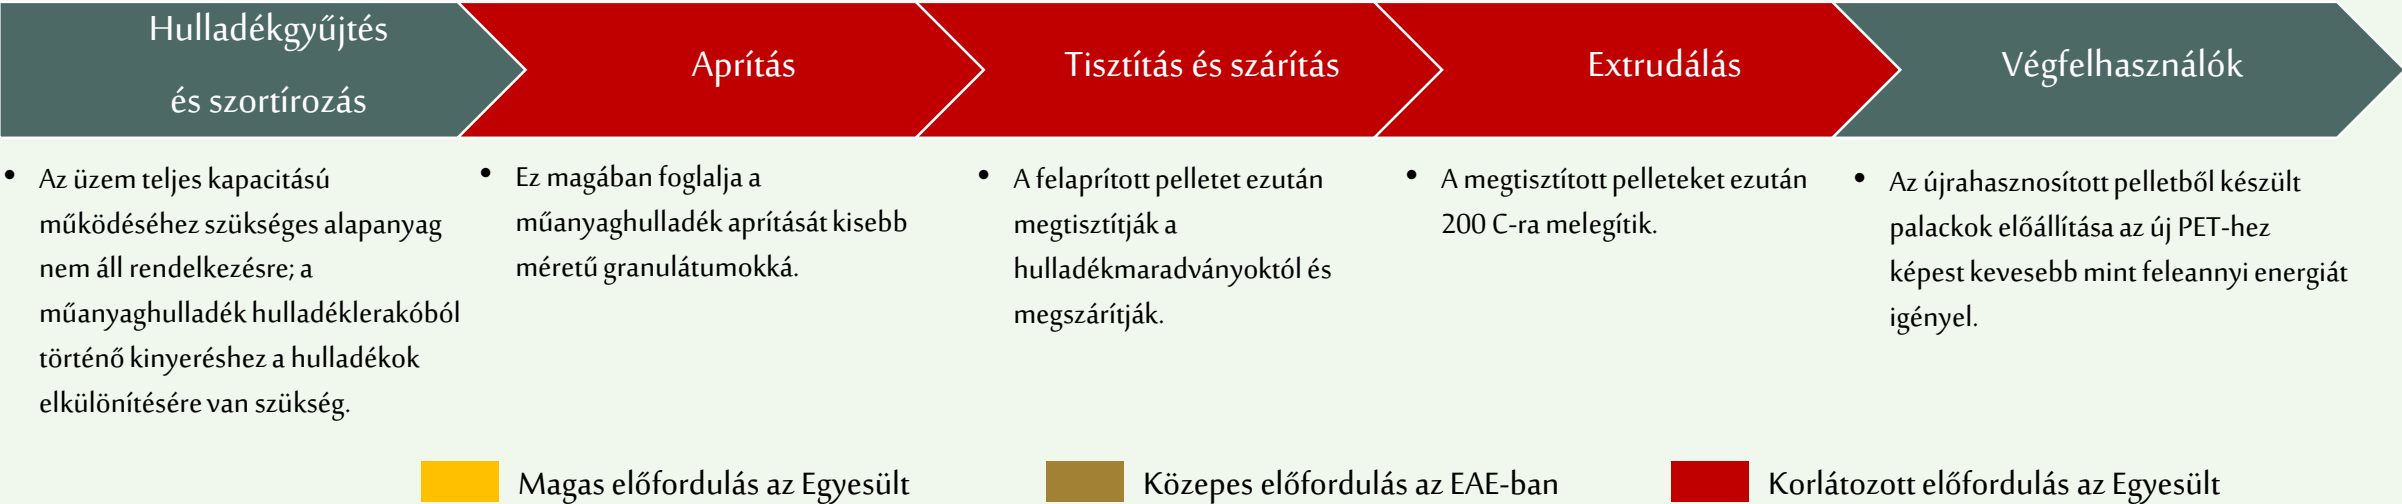 Hulladékgyűjtés
és szortírozás
Aprítás
Tisztítás és szárítás
Extrudálás
Végfelhasználók
• Az üzem teljes kapacitású
működéséhez szükséges alapanyag
nem áll rendelkezésre; a
műanyaghulladék hulladéklerakóból
történő kinyeréshez a hulladékok
elkülönítésére van szükség.
• Ez magában foglalja a
műanyaghulladék aprítását kisebb
méretű granulátumokká.
• A felaprított pelletet ezután
megtisztítják a
hulladékmaradványoktól és
megszárítják.
• A megtisztított pelleteket ezután
200 C-ra melegítik.
• Az újrahasznosított pelletből készült
palackok előállítása az új PET-hez
képest kevesebb mint feleannyi energiát
igényel.
Magas előfordulás az Egyesült
Közepes előfordulás az EAE-ban
Korlátozott előfordulás az Egyesült